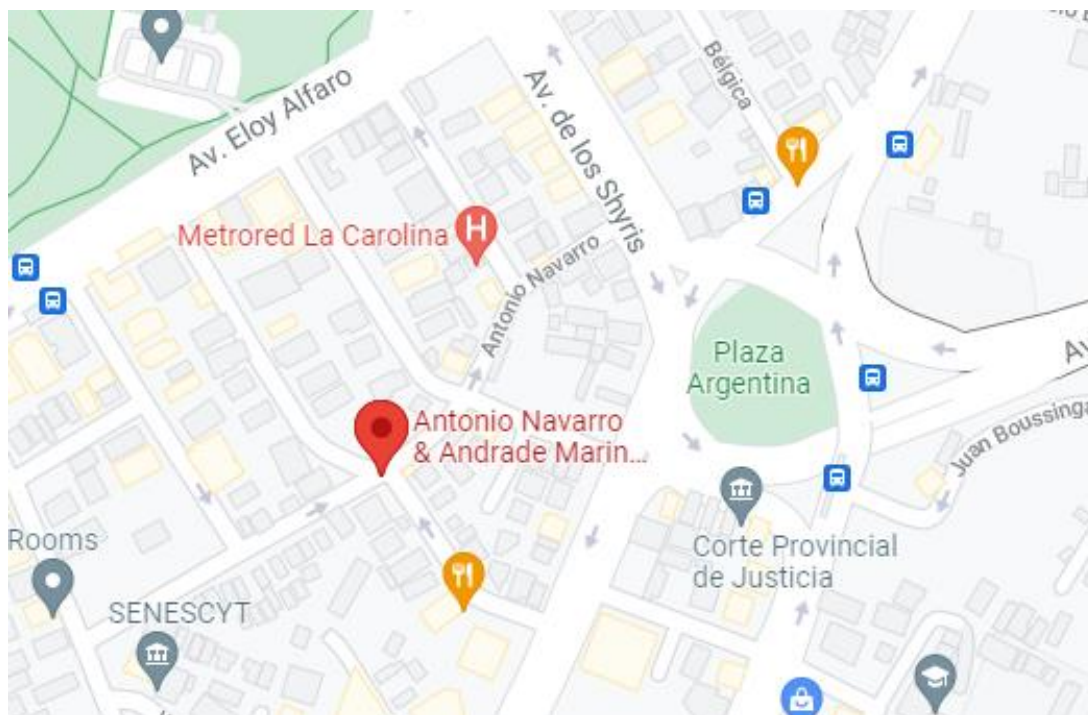 Av. Eloy Alfaro
Av. de los Shyris
Bélgica
Metrored La Carolina
H
Antonio Navarro
Plaza
Argentina
Av
Juan Boussinga
Antonio Navarro
& Andrade Marin...
Corte Provincial
de Justicia
Rooms
SENESCYT